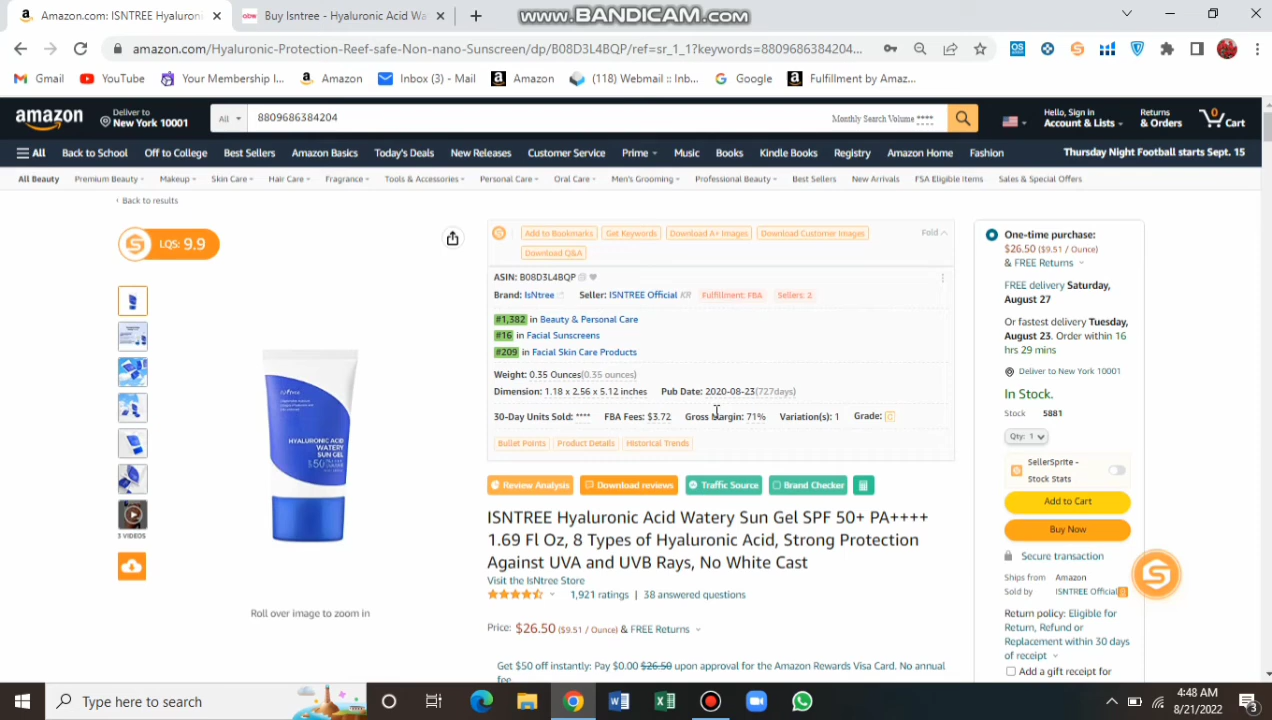 www.BANDICAM.com
Amazon.com: ISNTREE Hyaluroni
Buy Isntree - Hyaluronic Acid Wa
amazon.com/Hyaluronic-Protection-Reef-safe-Non-nano-Sunscreen/dp/B08D3L4BQP/ref=sr_1_1?keywords=8809686384204...
Gmail YouTube Your Membership I... Amazon Inbox (3) - Mail Amazon (118) Webmail :: Inb... Google Fulfillment by Amaz...
amazon
Deliver to
New York 10001
All 8809686384204 Monthly Search Volume ****
Hello, Sign in
Account & Lists
Returns
& Orders
0
Cart
All Back to School Off to College Best Sellers Amazon Basics Today's Deals New Releases Customer Service Prime Music Books Kindle Books Registry Amazon Home Fashion Thursday Night Football starts Sept. 15
All Beauty Premium Beauty Makeup Skin Care Hair Care Fragrance Tools & Accessories Personal Care Oral Care Men's Grooming Professional Beauty Best Sellers New Arrivals FSA Eligible Items Sales & Special Offers
‹ Back to results
LQS: 9.9
3 VIDEOS
HYALURONIC ACID
WATERY
SUN GEL
Roll over image to zoom in
Add to Bookmarks Get Keywords Download A+ Images Download Customer Images Fold
Download Q&A
ASIN: B08D3L4BQP
Brand: IsNtree Seller: ISNTREE Official KR Fulfillment: FBA Sellers: 2
#1,382 in Beauty & Personal Care
#16 in Facial Sunscreens
#209 in Facial Skin Care Products
Weight: 0.35 Ounces(0.35 ounces)
Dimension: 1.18 x 2.56 x 5.12 inches Pub Date: 2020-08-23(727days)
30-Day Units Sold: **** FBA Fees: $3.72 Gross Margin: 71% Variation(s): 1 Grade:
Bullet Points Product Details Historical Trends
Review Analysis Download reviews Traffic Source Brand Checker
ISNTREE Hyaluronic Acid Watery Sun Gel SPF 50+ PA++++
1.69 Fl Oz, 8 Types of Hyaluronic Acid, Strong Protection
Against UVA and UVB Rays, No White Cast
Visit the IsNtree Store
1,921 ratings | 38 answered questions
Price: $26.50 ($9.51 / Ounce) & FREE Returns
Get $50 off instantly: Pay $0.00 $26.50 upon approval for the Amazon Rewards Visa Card. No annual
fee.
One-time purchase:
$26.50 ($9.51 / Ounce)
& FREE Returns
FREE delivery Saturday,
August 27
Or fastest delivery Tuesday,
August 23. Order within 16
hrs 29 mins
Deliver to New York 10001
In Stock.
Stock 5881
Qty: 1
SellerSprite -
Stock Stats
Add to Cart
Buy Now
Secure transaction
Ships from Amazon
Sold by ISNTREE Official
Return policy: Eligible for
Return, Refund or
Replacement within 30 days
of receipt
Add a gift receipt for
Type here to search
4:48 AM
8/21/2022
3